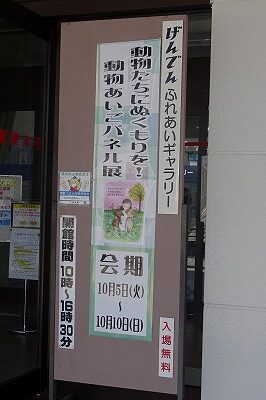 げんでん ふれあいギャラリー
動物たちにぬくもりを!
動物あいごパネル展
会期
10月5日(火)
~
10月10日(日)
開館時間 10時~16時30分
入場無料